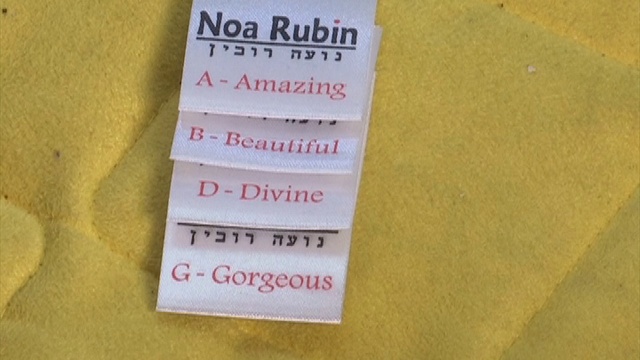 Noa Rubin
נועה רובין
A - Amazing
B - Beautiful
D - Divine
נועה רובין
G - Gorgeous